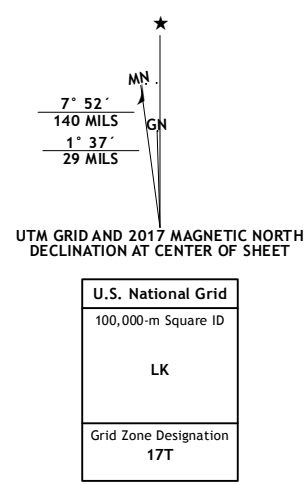 MN
7° 52´
140 MILS
GN
1° 37´
29 MILS
UTM GRID AND 2017 MAGNETIC NORTH
DECLINATION AT CENTER OF SHEET
U.S. National Grid
100,000-m Square ID
LK
Grid Zone Designation
17T